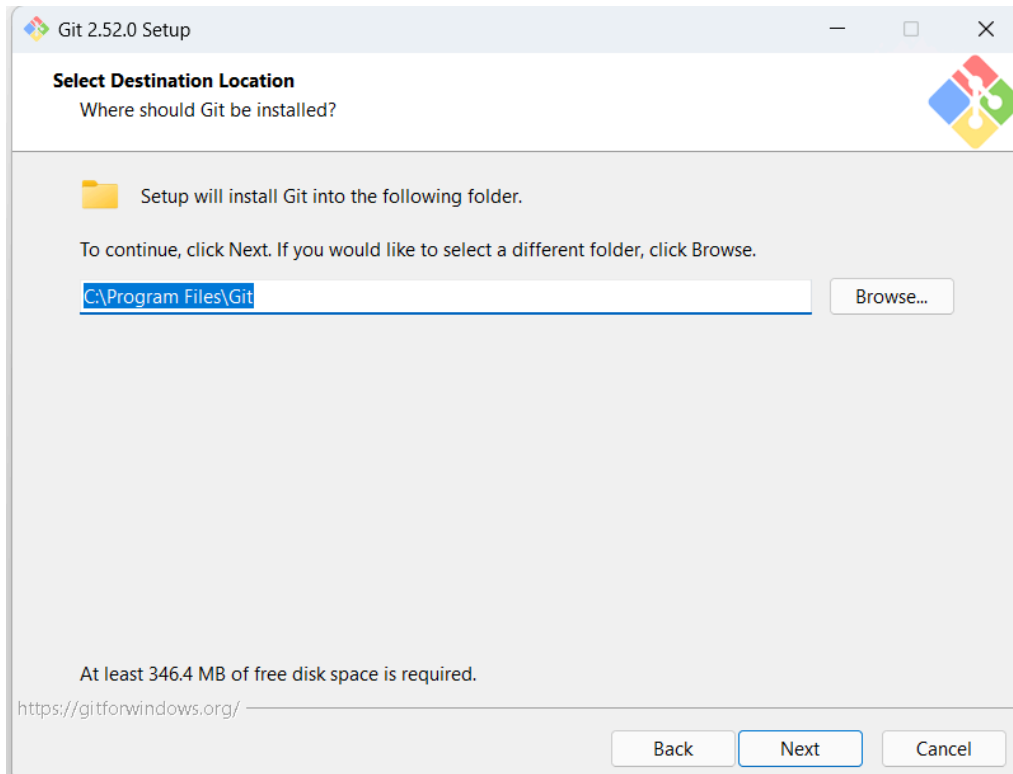 Git 2.52.0 Setup
Select Destination Location
Where should Git be installed?
Setup will install Git into the following folder.
To continue, click Next. If you would like to select a different folder, click Browse.
C:\Program Files\Git
Browse...
At least 346.4 MB of free disk space is required.
https://gitforwindows.org/
Back
Next
Cancel